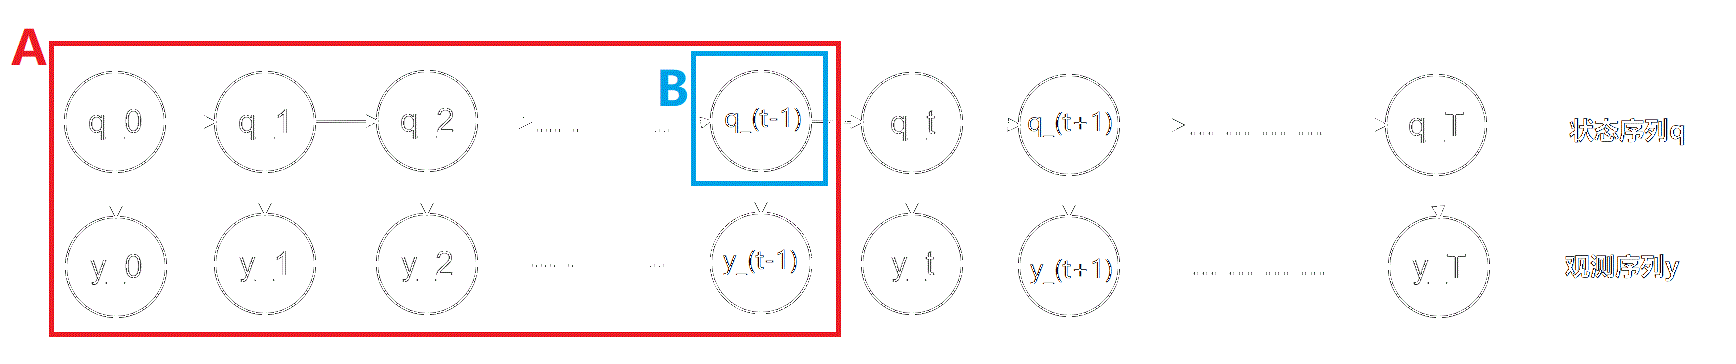 A
B
q_0 q_1 q_2 ...... ... q_(t-1) q_t q_(t+1) ... ... ... ... q_T 状态序列q
y_0 y_1 y_2 ...... ... y_(t-1) y_t y_(t+1) ... ... ... ... y_T 观测序列y